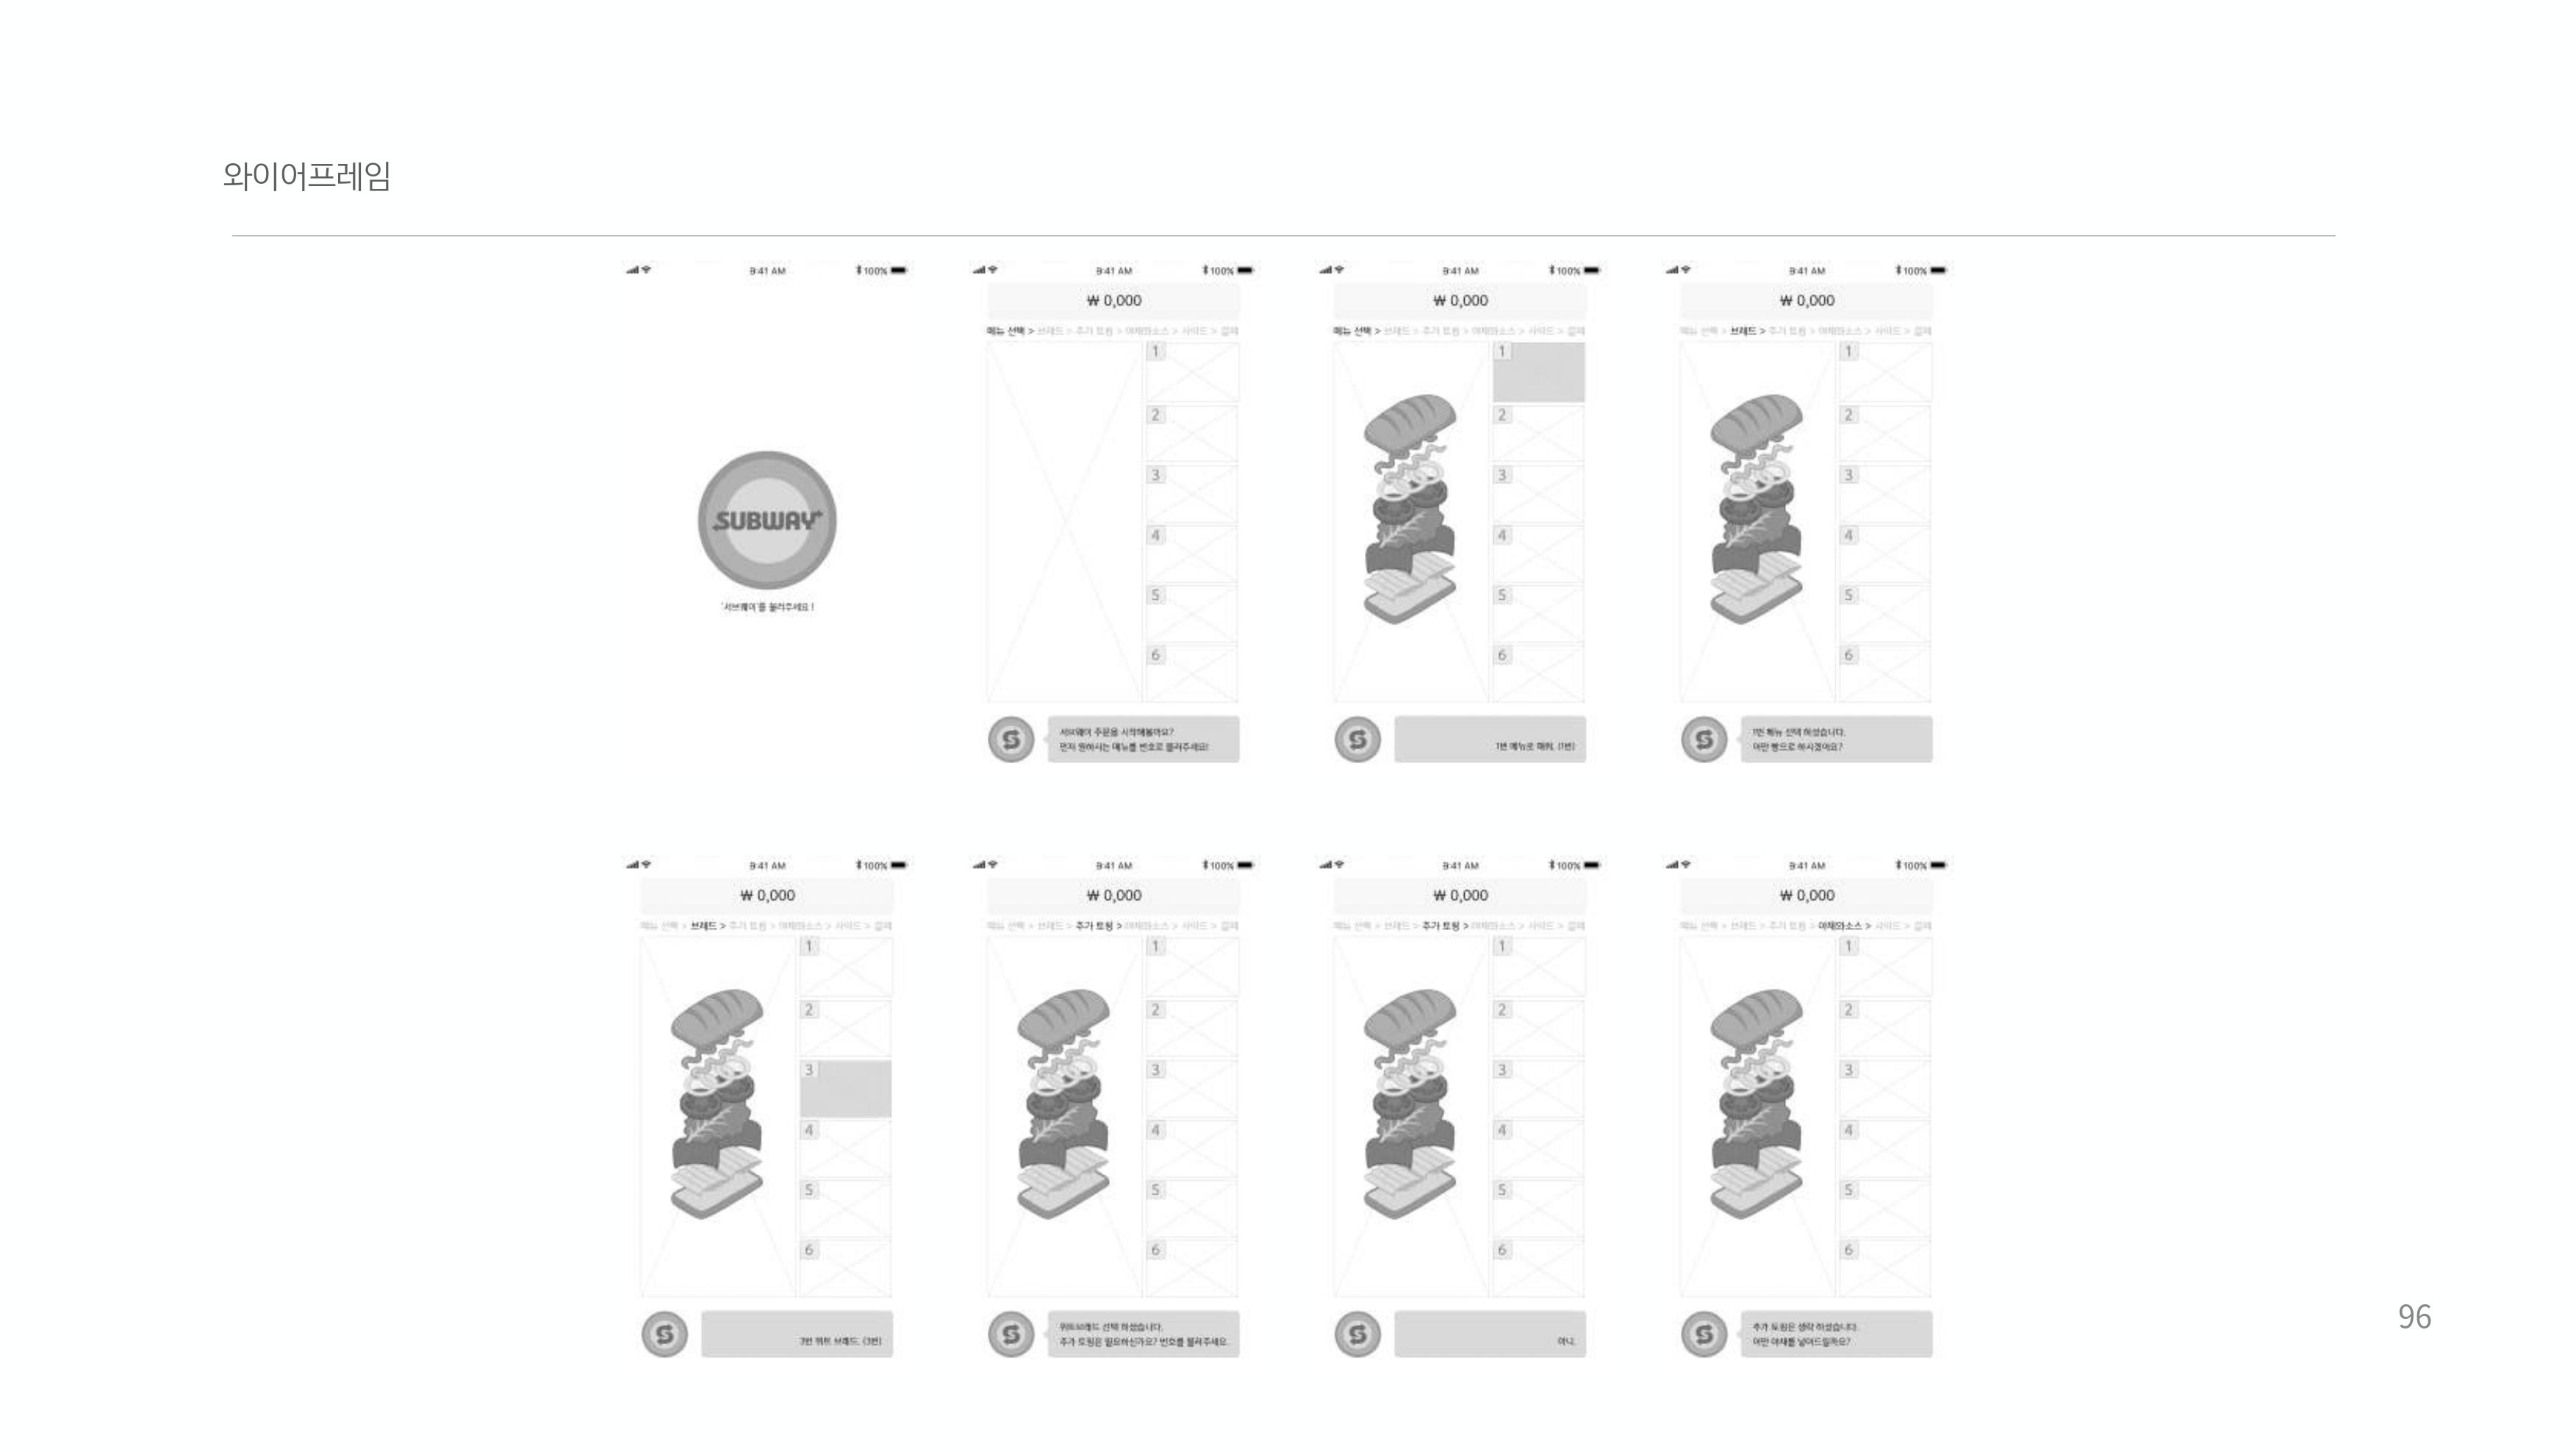 와이어프레임
9:41 AM 100%
SUBWAY
'서브웨이'를 불러주세요 !
9:41 AM 100%
₩ 0,000
메뉴 선택 > 브레드 > 추가 토핑 > 야채와소스 > 사이드 > 결제
1
2
3
4
5
6
서브웨이 주문을 시작해볼까요?
먼저 원하시는 메뉴를 번호로 불러주세요!
9:41 AM 100%
₩ 0,000
메뉴 선택 > 브레드 > 추가 토핑 > 야채와소스 > 사이드 > 결제
1
2
3
4
5
6
1번 메뉴로 해줘. (1번)
9:41 AM 100%
₩ 0,000
메뉴 선택 > 브레드 > 추가 토핑 > 야채와소스 > 사이드 > 결제
1
2
3
4
5
6
1번 메뉴 선택 하셨습니다.
어떤 빵으로 하시겠어요?
9:41 AM 100%
₩ 0,000
메뉴 선택 > 브레드 > 추가 토핑 > 야채와소스 > 사이드 > 결제
1
2
3
4
5
6
3번 위트 브레드. (3번)
9:41 AM 100%
₩ 0,000
메뉴 선택 > 브레드 > 추가 토핑 > 야채와소스 > 사이드 > 결제
1
2
3
4
5
6
위트브레드 선택 하셨습니다.
추가 토핑은 필요하신가요? 번호를 불러주세요.
9:41 AM 100%
₩ 0,000
메뉴 선택 > 브레드 > 추가 토핑 > 야채와소스 > 사이드 > 결제
1
2
3
4
5
6
아니.
9:41 AM 100%
₩ 0,000
메뉴 선택 > 브레드 > 추가 토핑 > 야채와소스 > 사이드 > 결제
1
2
3
4
5
6
추가 토핑은 생략 하셨습니다.
어떤 야채를 넣어드릴까요?
96